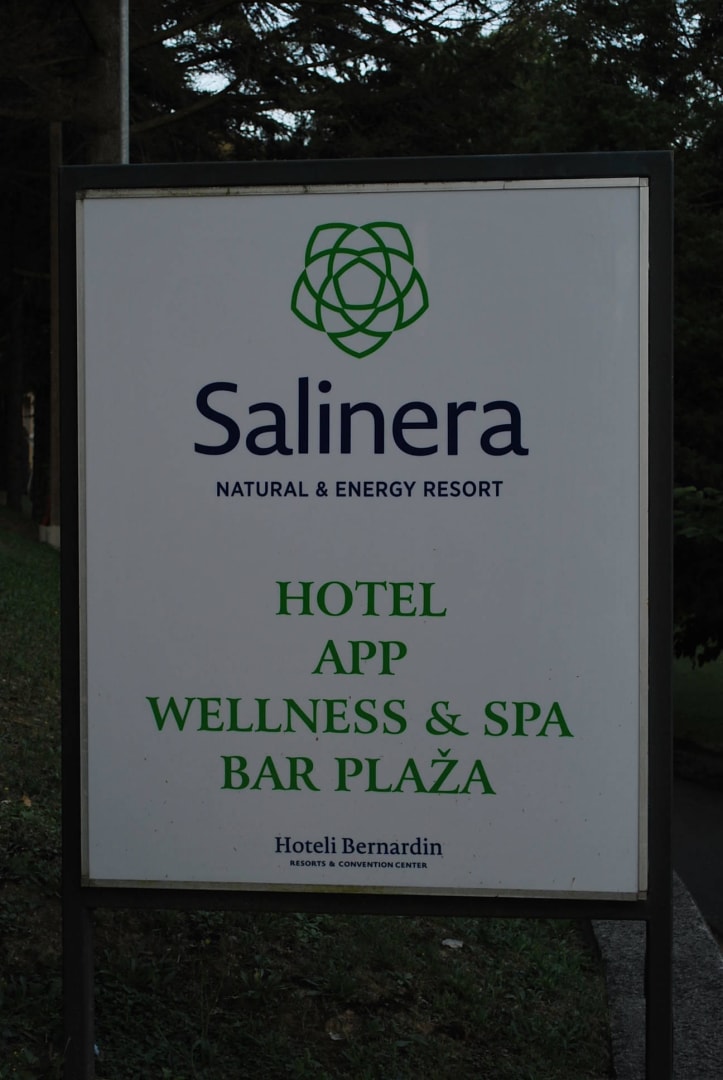 Salinera
NATURAL & ENERGY RESORT
HOTEL
APP
WELLNESS & SPA
BAR PLAŽA
Hoteli Bernardin
RESORTS & CONVENTION CENTER